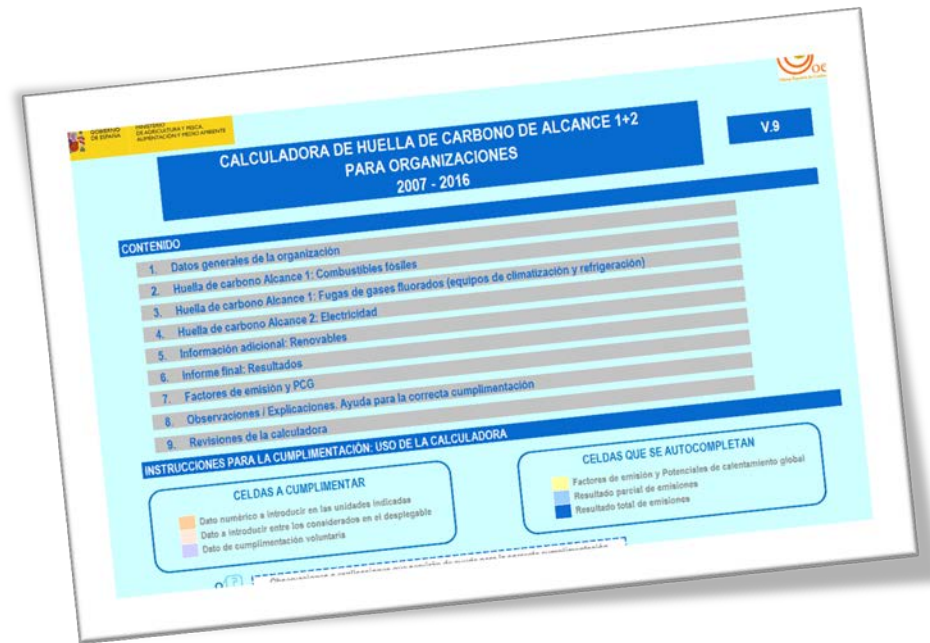 GOBIERNO
DE ESPAÑA
MINISTERIO
DE AGRICULTURA Y PESCA,
ALIMENTACIÓN Y MEDIO AMBIENTE
CALCULADORA DE HUELLA DE CARBONO DE ALCANCE 1+2
PARA ORGANIZACIONES
2007 - 2016
V.9
CONTENIDO
1. Datos generales de la organización
2. Huella de carbono Alcance 1: Combustibles fósiles
3. Huella de carbono Alcance 1: Fugas de gases fluorados (equipos de climatización y refrigeración)
4. Huella de carbono Alcance 2: Electricidad
5. Información adicional: Renovables
6. Informe final: Resultados
7. Factores de emisión y PCG
8. Observaciones / Explicaciones. Ayuda para la correcta cumplimentación
9. Revisiones de la calculadora
INSTRUCCIONES PARA LA CUMPLIMENTACIÓN: USO DE LA CALCULADORA
CELDAS A CUMPLIMENTAR
Dato numérico a introducir en las unidades indicadas
Dato a introducir entre los considerados en el desplegable
Dato de cumplimentación voluntaria
CELDAS QUE SE AUTOCOMPLETAN
Factores de emisión y Potenciales de calentamiento global
Resultado parcial de emisiones
Resultado total de emisiones